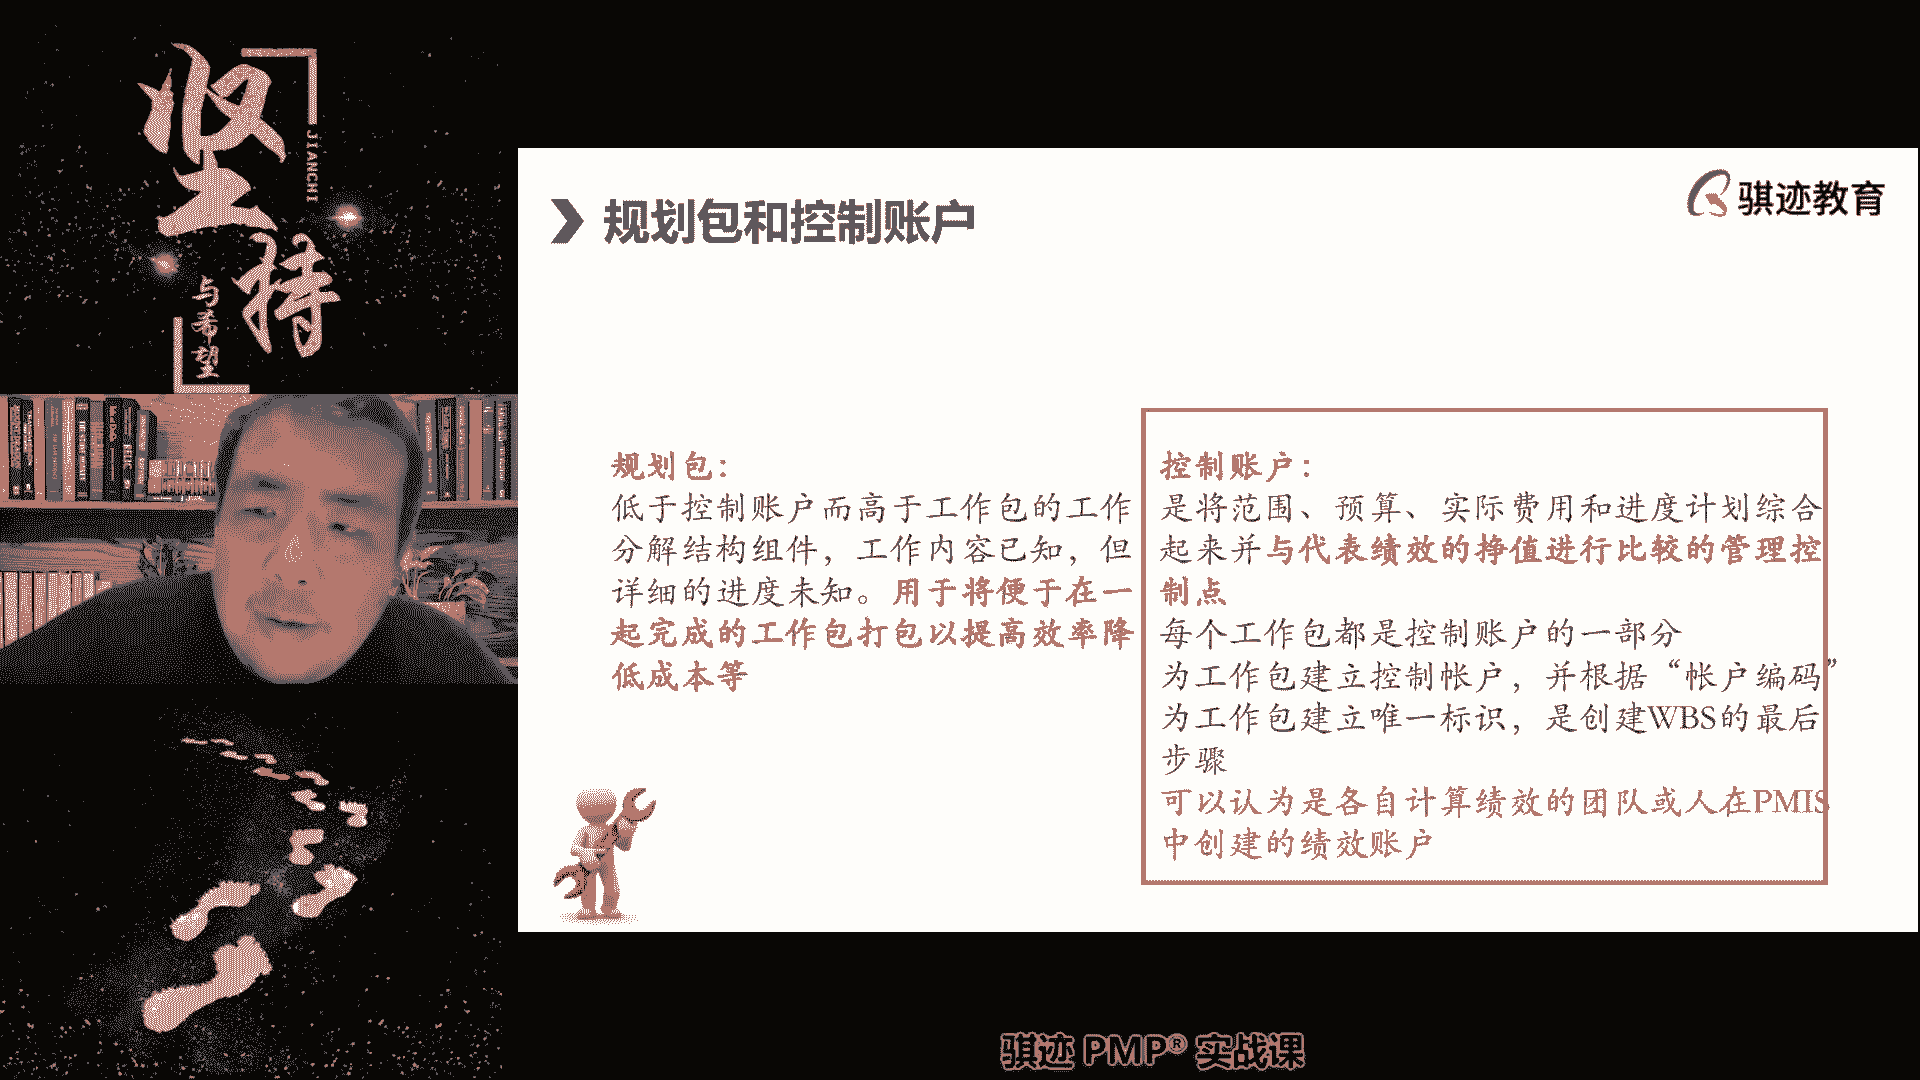 坚持
JIANCHI
与希望
骐迹教育
规划包和控制账户
规划包：
低于控制账户而高于工作包的工作
分解结构组件，工作内容已知，但
详细的进度未知。用于将便于在一
起完成的工作包打包以提高效率降
低成本等
控制账户：
是将范围、预算、实际费用和进度计划综合
起来并与代表绩效的挣值进行比较的管理控
制点
每个工作包都是控制账户的一部分
为工作包建立控制帐户，并根据“帐户编码”
为工作包建立唯一标识，是创建WBS的最后
步骤
可以认为是各自计算绩效的团队或人在PMIS
中创建的绩效账户
骐迹 PMP® 实战课